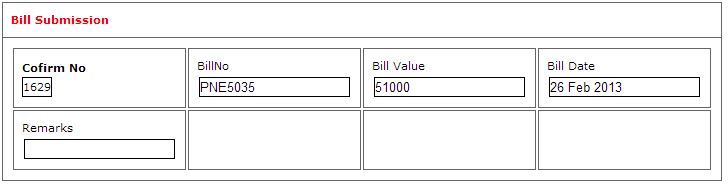 Bill Submission
Cofirm No
BillNo
Bill Value
Bill Date
1629
PNE5035
51000
26 Feb 2013
Remarks